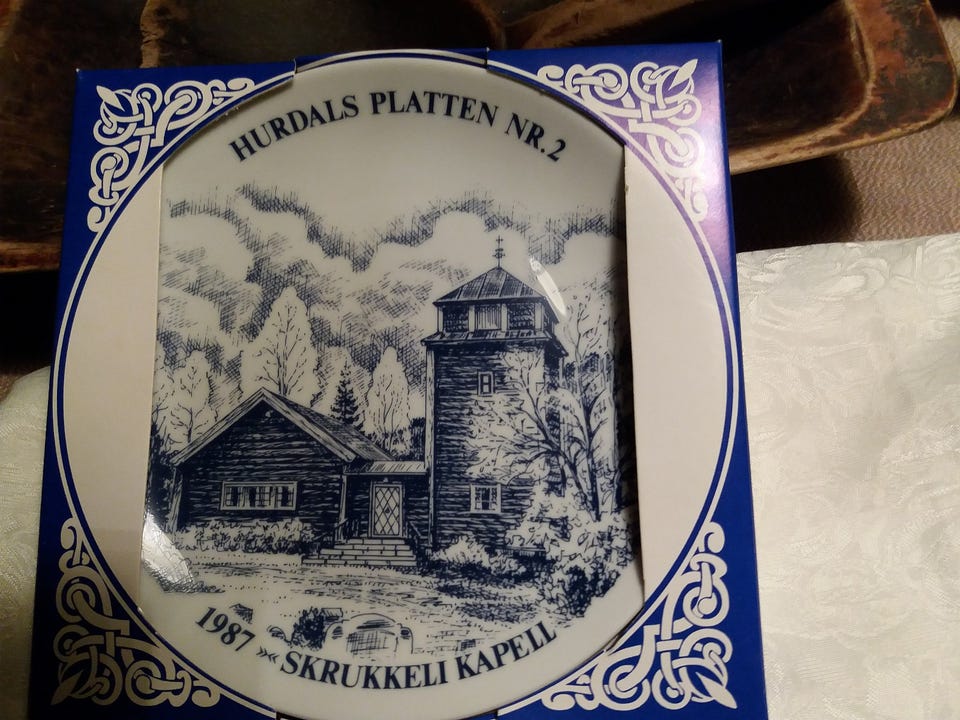 HURDALS PLATTEN NR.2
1987 »« SKRUKKELI KAPELL